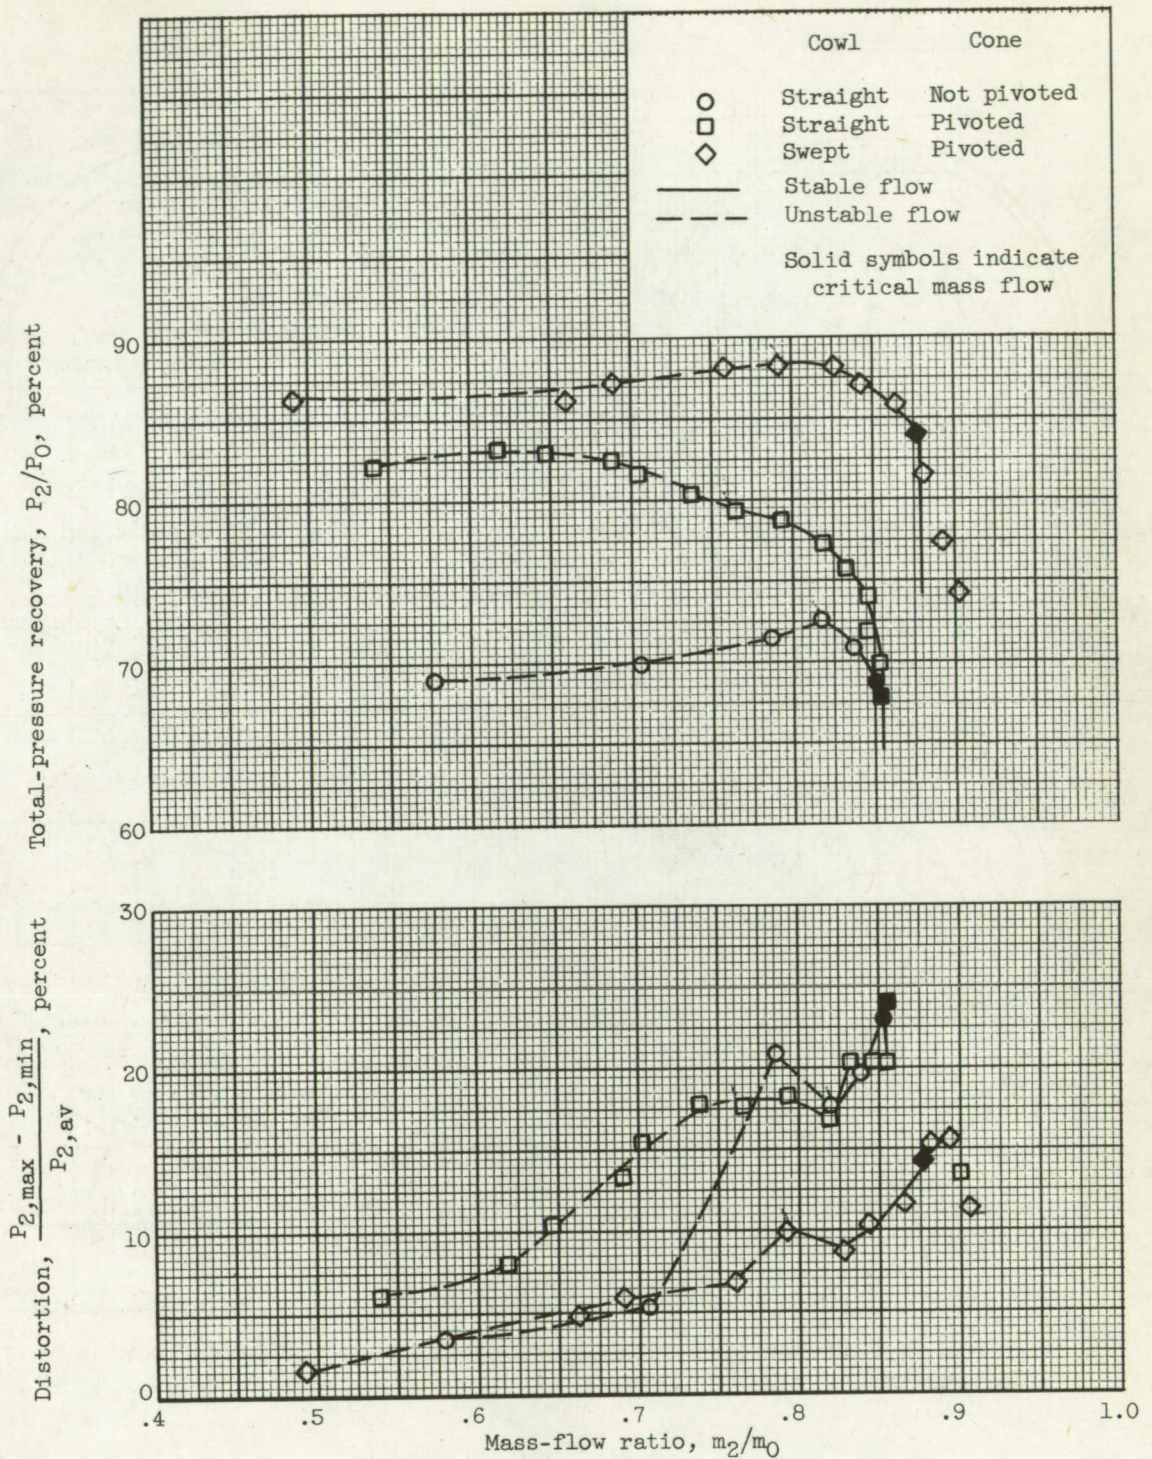 Cowl Cone
Straight Not pivoted
Straight Pivoted
Swept Pivoted
Stable flow
Unstable flow
Solid symbols indicate
critical mass flow
Total-pressure recovery, P2/P0, percent
90
80
70
60
Distortion, P2,max - P2,min / P2,av, percent
30
20
10
0
.4 .5 .6 .7 .8 .9 1.0
Mass-flow ratio, m2/m0